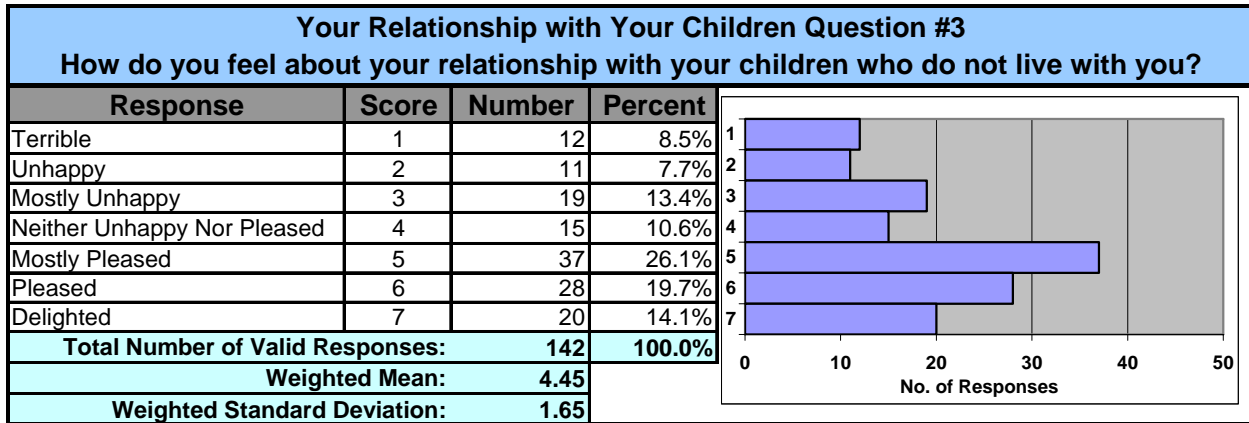 Your Relationship with Your Children Question #3
How do you feel about your relationship with your children who do not live with you?
Response Score Number Percent
Terrible 1 12 8.5%
Unhappy 2 11 7.7%
Mostly Unhappy 3 19 13.4%
Neither Unhappy Nor Pleased 4 15 10.6%
Mostly Pleased 5 37 26.1%
Pleased 6 28 19.7%
Delighted 7 20 14.1%
Total Number of Valid Responses: 142 100.0%
Weighted Mean: 4.45
Weighted Standard Deviation: 1.65
1
2
3
4
5
6
7
0 10 20 30 40 50
No. of Responses